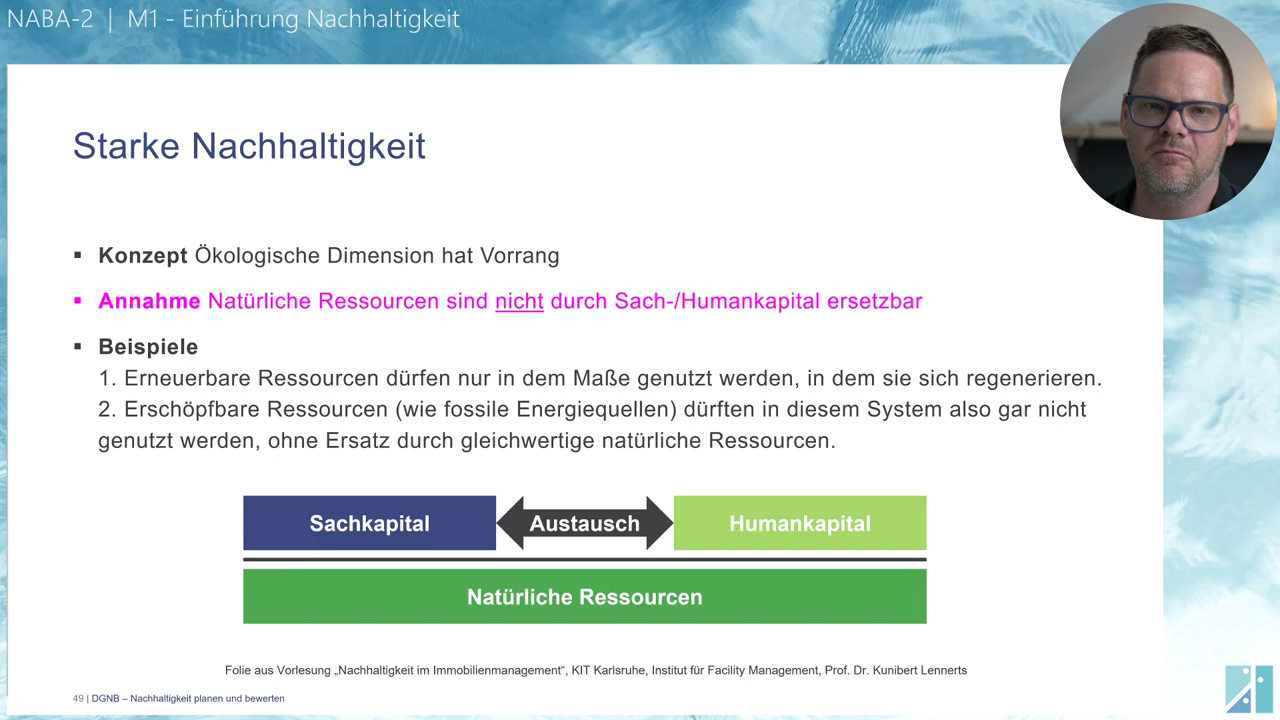 NABA-2 | M1 - Einführung Nachhaltigkeit
Starke Nachhaltigkeit
▪ Konzept Ökologische Dimension hat Vorrang
▪ Annahme Natürliche Ressourcen sind nicht durch Sach-/Humankapital ersetzbar
▪ Beispiele
1. Erneuerbare Ressourcen dürfen nur in dem Maße genutzt werden, in dem sie sich regenerieren.
2. Erschöpfbare Ressourcen (wie fossile Energiequellen) dürften in diesem System also gar nicht
genutzt werden, ohne Ersatz durch gleichwertige natürliche Ressourcen.
Sachkapital Austausch Humankapital
Natürliche Ressourcen
Folie aus Vorlesung „Nachhaltigkeit im Immobilienmanagement“, KIT Karlsruhe, Institut für Facility Management, Prof. Dr. Kunibert Lennerts
49 | DGNB – Nachhaltigkeit planen und bewerten